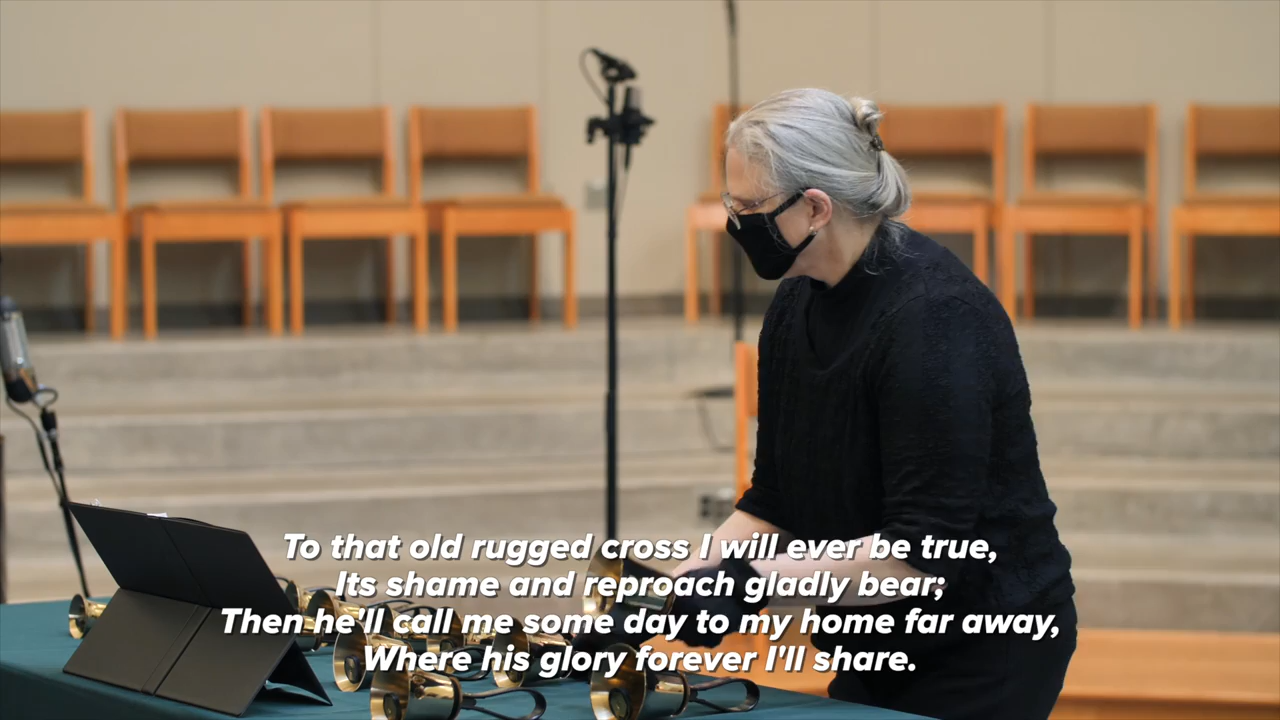 To that old rugged cross I will ever be true,
Its shame and reproach gladly bear;
Then he'll call me some day to my home far away,
Where his glory forever I'll share.